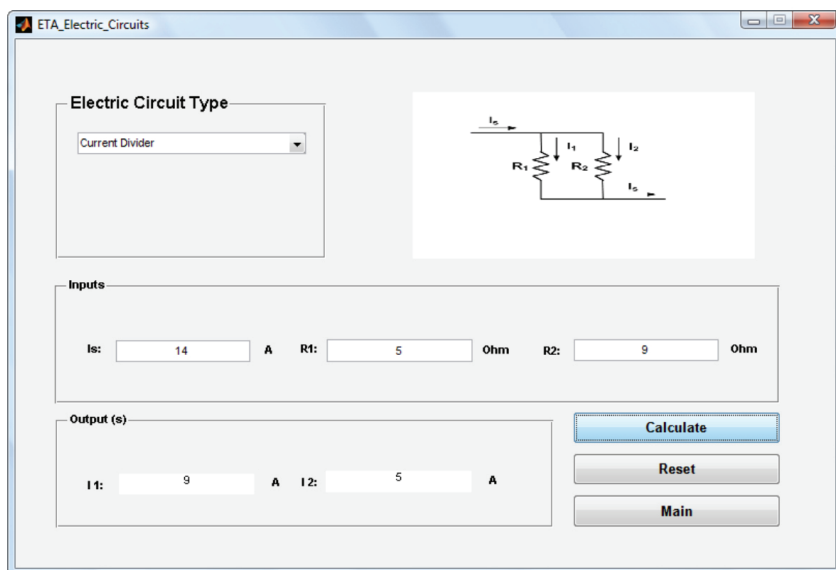 ETA_Electric_Circuits
Electric Circuit Type
Current Divider
Is
I1
I2
R1
R2
Is
Inputs
Is:
14
A
R1:
5
Ohm
R2:
9
Ohm
Output (s)
I 1:
9
A
I 2:
5
A
Calculate
Reset
Main